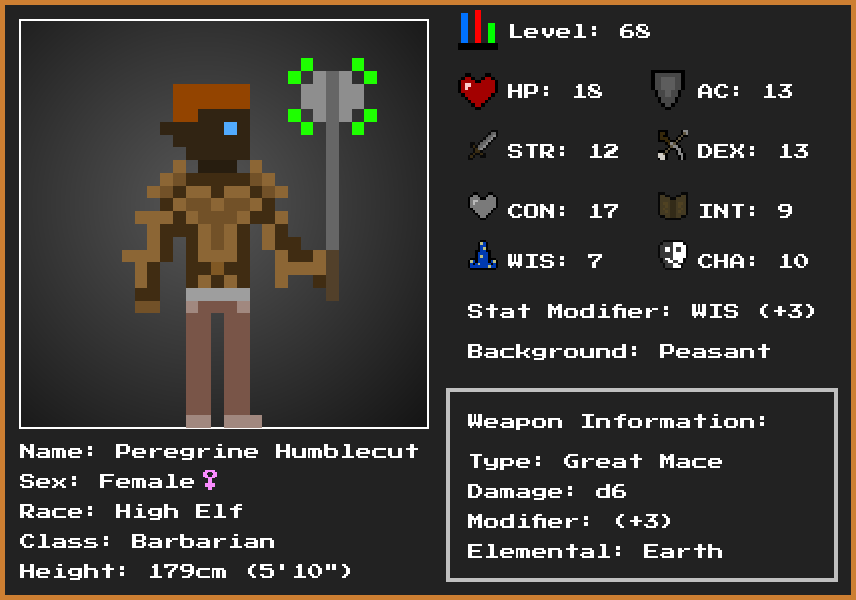 Level: 68
HP: 18 AC: 13
STR: 12 DEX: 13
CON: 17 INT: 9
WIS: 7 CHA: 10
Stat Modifier: WIS (+3)
Background: Peasant
Weapon Information:
Type: Great Mace
Damage: d6
Modifier: (+3)
Elemental: Earth
Name: Peregrine Humblecut
Sex: Female♀
Race: High Elf
Class: Barbarian
Height: 179cm (5'10")